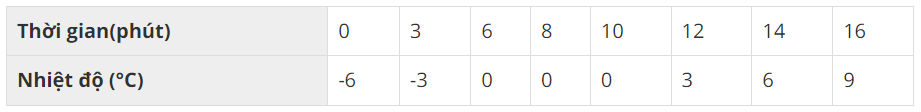 Thời gian(phút) 0 3 6 8 10 12 14 16
Nhiệt độ (°C) -6 -3 0 0 0 3 6 9